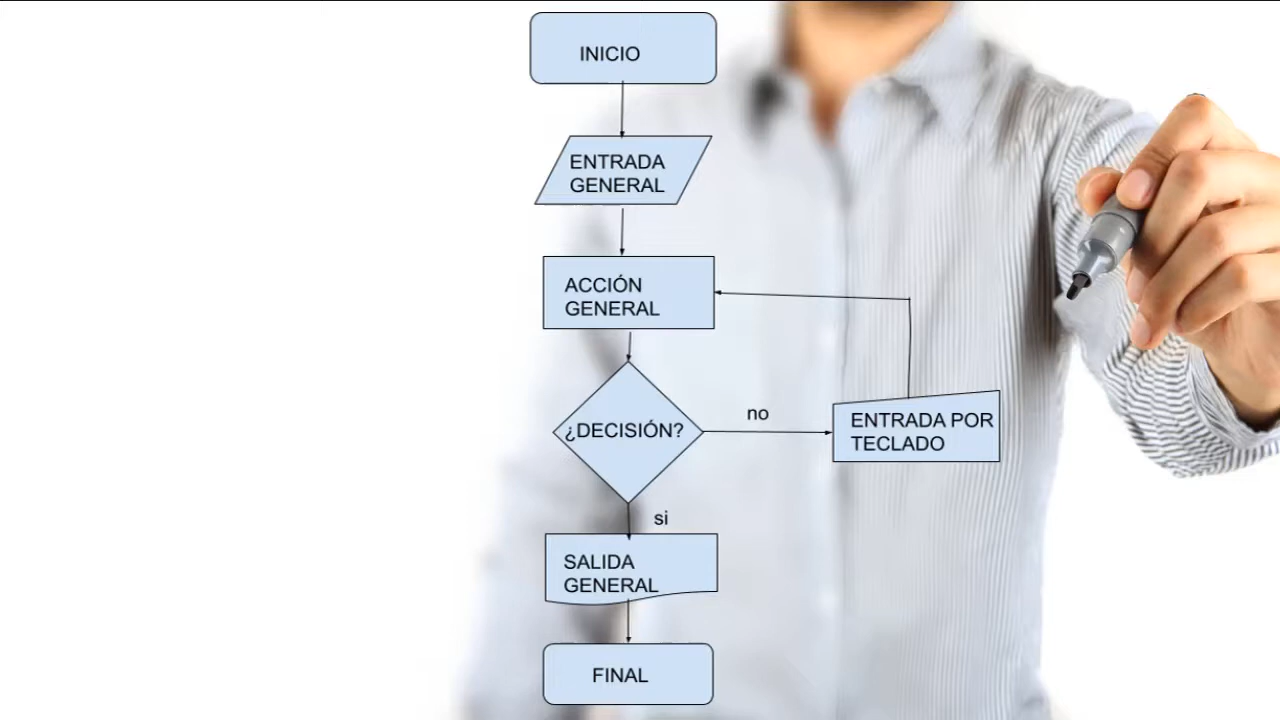 INICIO
ENTRADA
GENERAL
ACCIÓN
GENERAL
¿DECISIÓN?
no
ENTRADA POR
TECLADO
si
SALIDA
GENERAL
FINAL